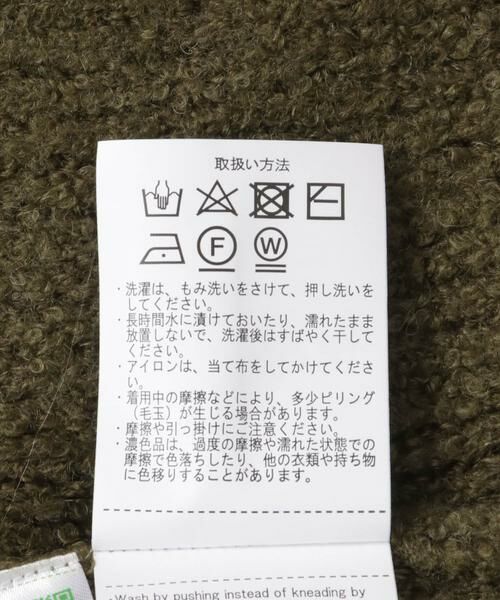 取扱い方法
F W
・洗濯は、もみ洗いをさけて、押し洗いを
してください。
・長時間水に漬けておいたり、濡れたまま
放置しないで、洗濯後はすばやく干して
ください。
・アイロンは、当て布をしてかけてくださ
い。
・着用中の摩擦などにより、多少ピリング
（毛玉）が生じる場合があります。
・摩擦や引っ掛けにご注意ください。
・濃色品は、過度の摩擦や濡れた状態での
摩擦で色落ちしたり、他の衣類や持ち物
に色移りすることがあります。
・Wash by pushing instead of kneading by